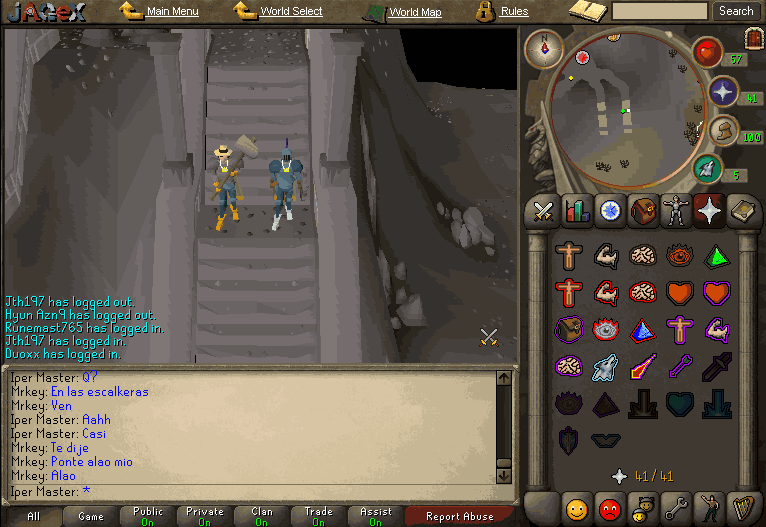 JAGEX
Main Menu
World Select
World Map
Rules
Search
N
57
41
100
5
Jth197 has logged out.
Hyun Azn9 has logged out.
Runemast765 has logged in.
Jth197 has logged in.
Duoxx has logged in.
Iper Master: Q?
Mrkey: En las escalkeras
Mrkey: Ven
Iper Master: Aahh
Iper Master: Casi
Mrkey: Te dije
Mrkey: Ponte alao mio
Mrkey: Alao
Iper Master: *
41 / 41
All
Game
Public
On
Private
On
Clan
On
Trade
On
Assist
On
Report Abuse